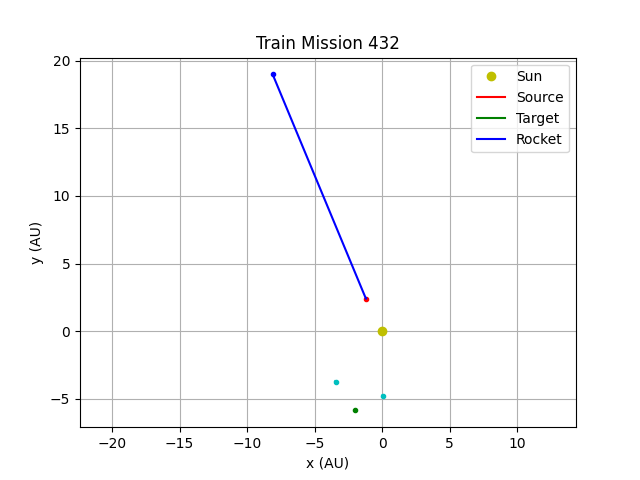 Train Mission 432
Sun
Source
Target
Rocket
20
15
10
5
0
−5
−20
−15
−10
−5
0
5
10
x (AU)
y (AU)